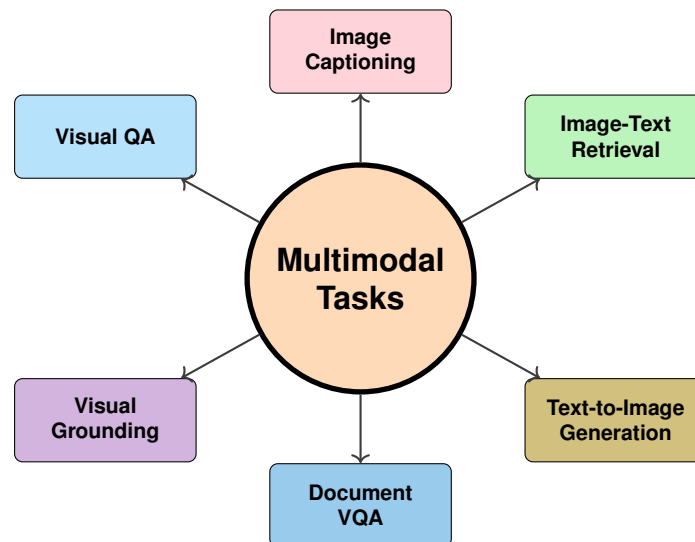 Image
Captioning
Visual QA
Image-Text
Retrieval
Multimodal
Tasks
Visual
Grounding
Text-to-Image
Generation
Document
VQA